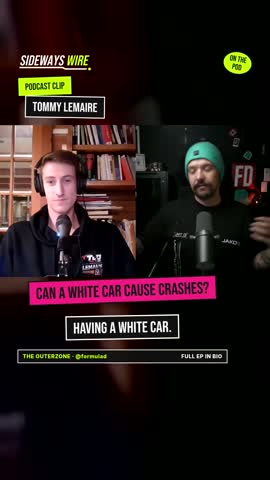 SIDEWAYS WIRE.
ON THE
POD
PODCAST CLIP
TOMMY LEMAIRE
FD
CAN A WHITE CAR CAUSE CRASHES?
HAVING A WHITE CAR.
THE OUTERZONE - @formulad
FULL EP IN BIO